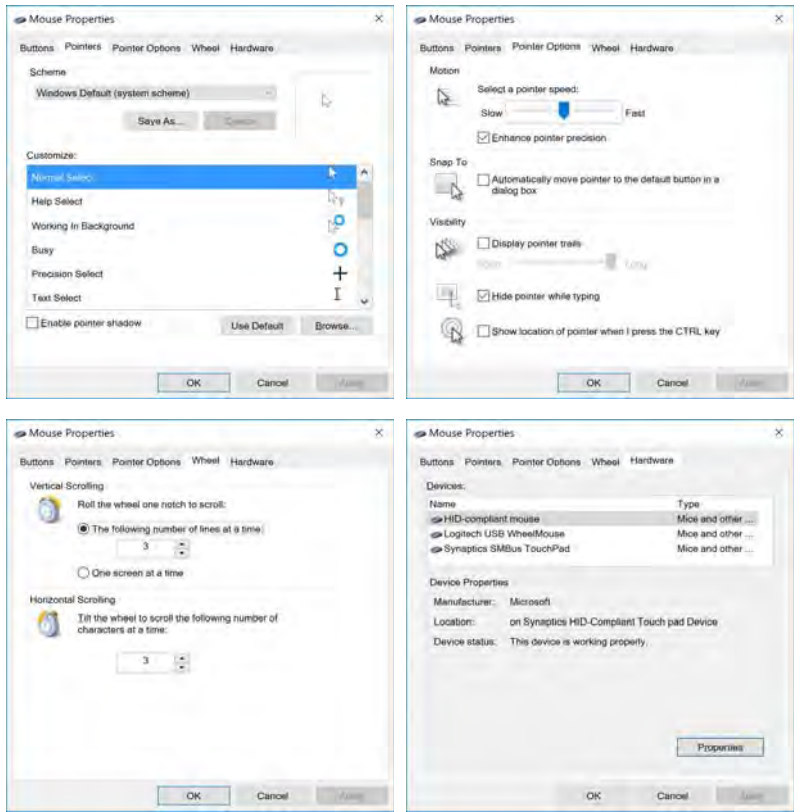 Mouse Properties
Buttons Pointers Pointer Options Wheel Hardware
Scheme
Windows Default (system scheme)
Save As... Delete
Customize:
Normal Select
Help Select
Working In Background
Busy
Precision Select
Text Select
Enable pointer shadow Use Default Browse...
OK Cancel Apply
Mouse Properties
Buttons Pointers Pointer Options Wheel Hardware
Motion
Select a pointer speed:
Slow Fast
Enhance pointer precision
Snap To
Automatically move pointer to the default button in a
dialog box
Visibility
Display pointer trails
Short Long
Hide pointer while typing
Show location of pointer when I press the CTRL key
OK Cancel Apply
Mouse Properties
Buttons Pointers Pointer Options Wheel Hardware
Vertical Scrolling
Roll the wheel one notch to scroll:
The following number of lines at a time:
3
One screen at a time
Horizontal Scrolling
Tilt the wheel to scroll the following number of
characters at a time:
3
OK Cancel Apply
Mouse Properties
Buttons Pointers Pointer Options Wheel Hardware
Devices:
Name Type
HID-compliant mouse Mice and other ...
Logitech USB WheelMouse Mice and other ...
Synaptics SMBus TouchPad Mice and other ...
Device Properties
Manufacturer: Microsoft
Location: on Synaptics HID-Compliant Touch pad Device
Device status: This device is working properly.
Properties
OK Cancel Apply